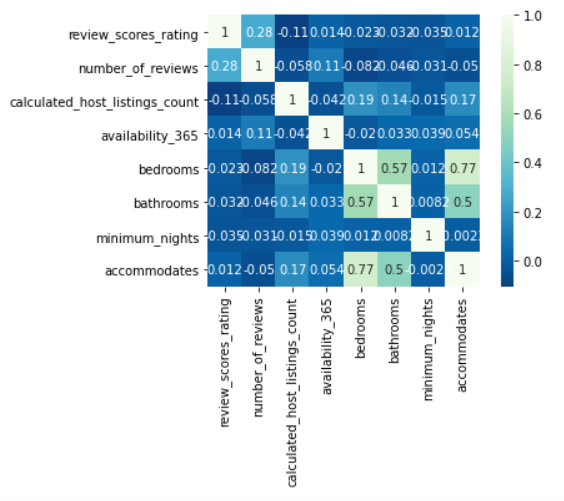 review_scores_rating 1 0.28 -0.11 0.014 -0.023 -0.032 -0.035 0.012
number_of_reviews 0.28 1 -0.058 0.11 -0.082 -0.046 -0.031 -0.05
calculated_host_listings_count -0.11 -0.058 1 -0.042 0.19 0.14 -0.015 0.17
availability_365 0.014 0.11 -0.042 1 -0.02 0.033 0.039 0.054
bedrooms -0.023 -0.082 0.19 -0.02 1 0.57 0.012 0.77
bathrooms -0.032 -0.046 0.14 0.033 0.57 1 0.0082 0.5
minimum_nights -0.035 -0.031 -0.015 0.039 0.012 0.0082 1
accommodates 0.012 -0.05 0.17 0.054 0.77 0.5 1
review_scores_rating
number_of_reviews
calculated_host_listings_count
availability_365
bedrooms
bathrooms
minimum_nights
accommodates
1.0
0.8
0.6
0.4
0.2
0.0